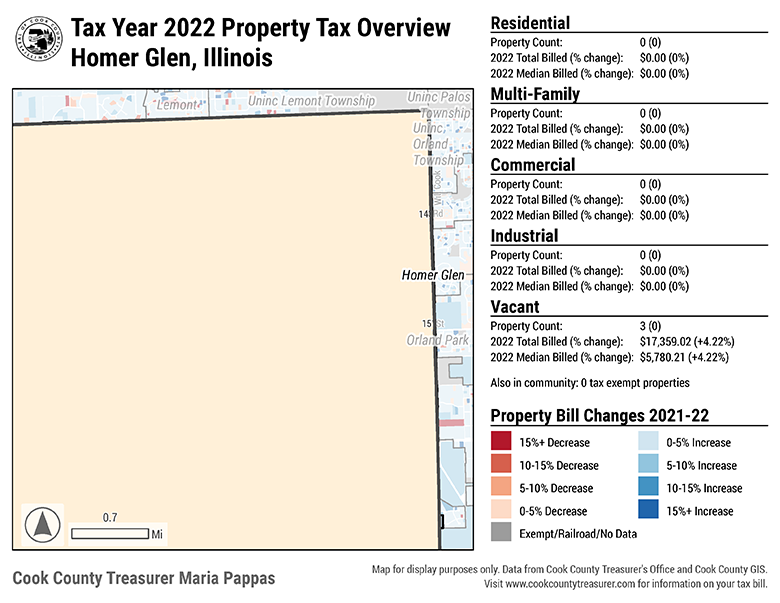 Tax Year 2022 Property Tax Overview
Homer Glen, Illinois
Lemont
Uninc Lemont Township
Uninc Palos
Township
Uninc
Orland
Township
Will Cook
143 Rd
Homer Glen
151 St
Orland Park
0.7
Mi
Residential
Property Count: 0 (0)
2022 Total Billed (% change): $0.00 (0%)
2022 Median Billed (% change): $0.00 (0%)
Multi-Family
Property Count: 0 (0)
2022 Total Billed (% change): $0.00 (0%)
2022 Median Billed (% change): $0.00 (0%)
Commercial
Property Count: 0 (0)
2022 Total Billed (% change): $0.00 (0%)
2022 Median Billed (% change): $0.00 (0%)
Industrial
Property Count: 0 (0)
2022 Total Billed (% change): $0.00 (0%)
2022 Median Billed (% change): $0.00 (0%)
Vacant
Property Count: 3 (0)
2022 Total Billed (% change): $17,359.02 (+4.22%)
2022 Median Billed (% change): $5,780.21 (+4.22%)
Also in community: 0 tax exempt properties
Property Bill Changes 2021-22
15%+ Decrease
10-15% Decrease
5-10% Decrease
0-5% Decrease
Exempt/Railroad/No Data
0-5% Increase
5-10% Increase
10-15% Increase
15%+ Increase
Cook County Treasurer Maria Pappas
Map for display purposes only. Data from Cook County Treasurer's Office and Cook County GIS.
Visit www.cookcountytreasurer.com for information on your tax bill.